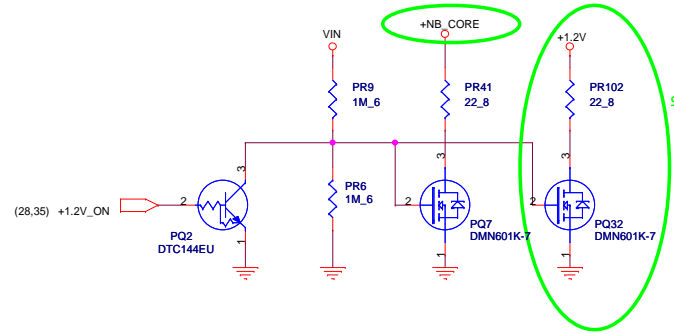 VIN
+NB_CORE
+1.2V
PR9
1M_6
PR41
22_8
PR102
22_8
3
3
3
PR6
1M_6
(28,35) +1.2V_ON
2
2
2
PQ2
DTC144EU
1
PQ7
DMN601K-7
1
PQ32
DMN601K-7
1